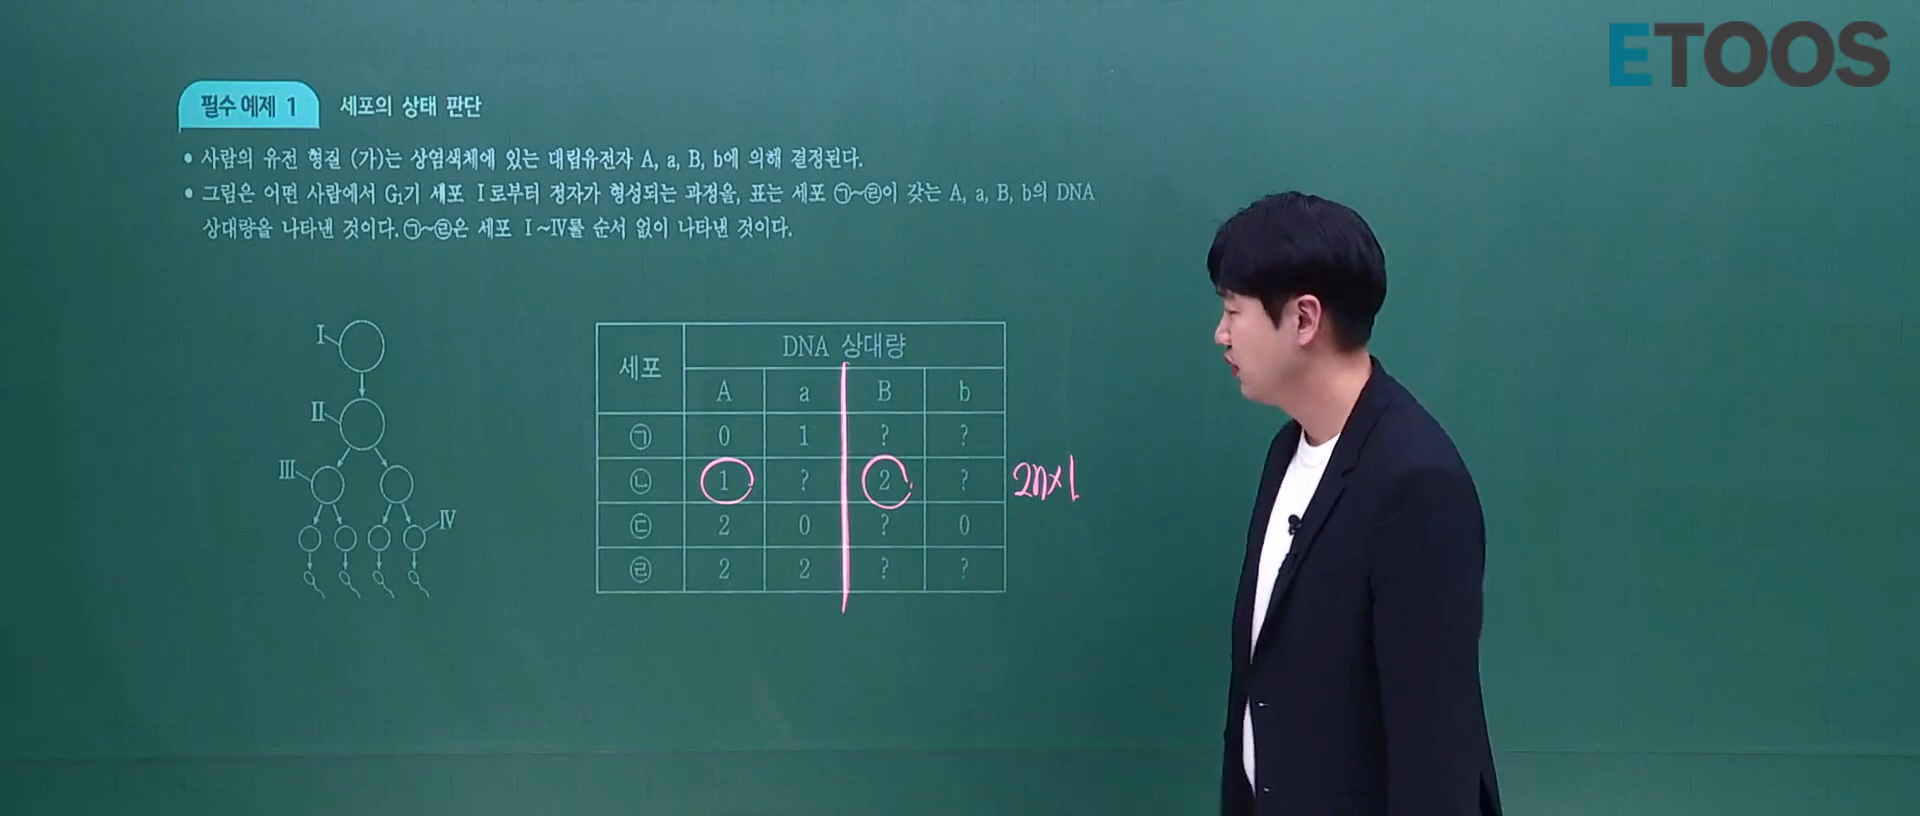 ETOOS
필수 예제 1 세포의 상태 판단
• 사람의 유전 형질 (가)는 상염색체에 있는 대립유전자 A, a, B, b에 의해 결정된다.
• 그림은 어떤 사람에서 G₁기 세포 Ⅰ로부터 정자가 형성되는 과정을, 표는 세포 ㉠~㉣이 갖는 A, a, B, b의 DNA
상대량을 나타낸 것이다. ㉠~㉣은 세포 Ⅰ~Ⅳ를 순서 없이 나타낸 것이다.
Ⅰ
Ⅱ
Ⅲ
Ⅳ
세포 DNA 상대량
A a B b
㉠ 0 1 ? ?
㉡ 1 ? 2 ? 2n×1
㉢ 2 0 ? 0
㉣ 2 2 ? ?